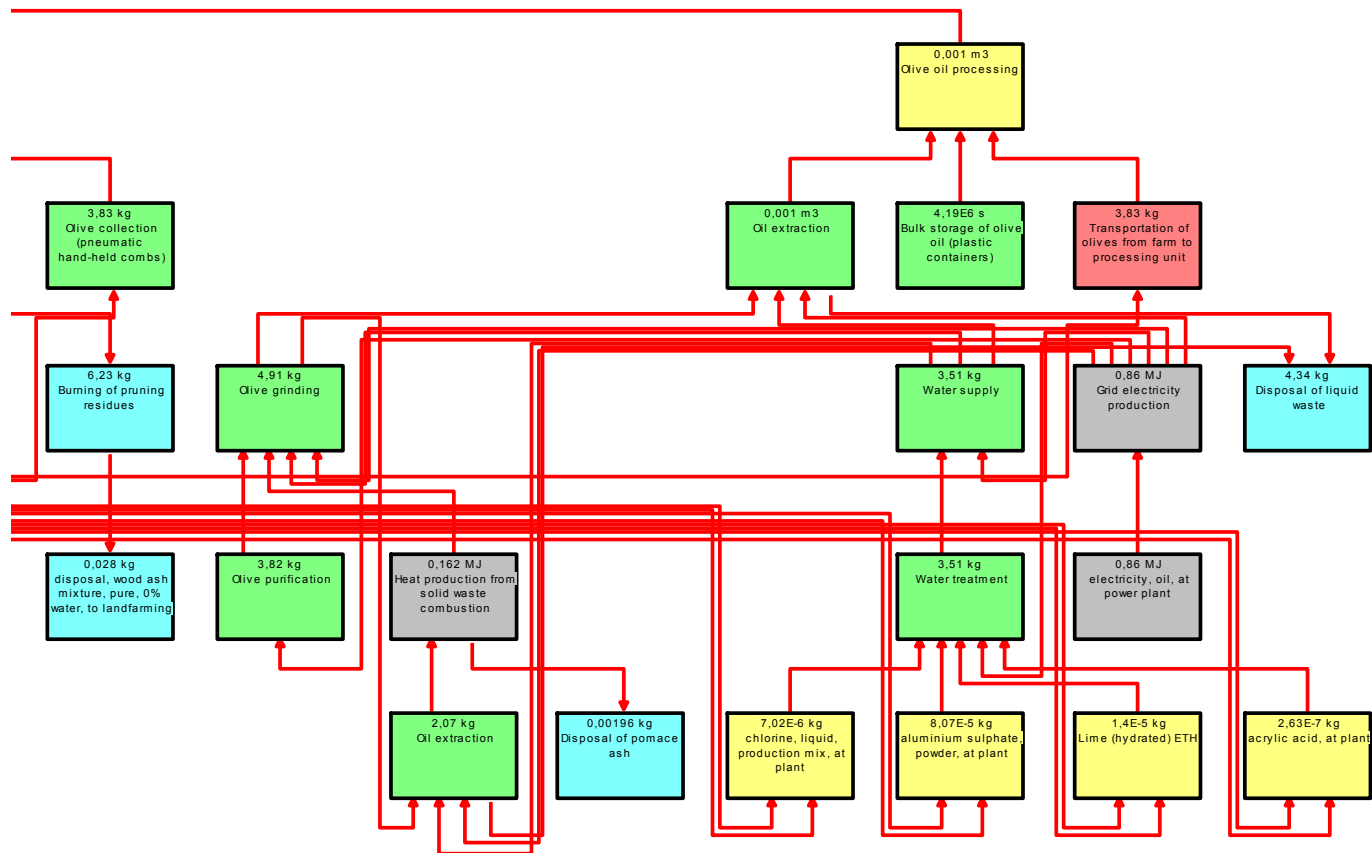 0,001 m3
Olive oil processing
3,83 kg
Olive collection
(pneumatic
hand-held combs)
0,001 m3
Oil extraction
4,19E6 s
Bulk storage of olive
oil (plastic
containers)
3,83 kg
Transportation of
olives from farm to
processing unit
6,23 kg
Burning of pruning
residues
4,91 kg
Olive grinding
3,51 kg
Water supply
0,86 MJ
Grid electricity
production
4,34 kg
Disposal of liquid
waste
0,028 kg
disposal, wood ash
mixture, pure, 0%
water, to landfarming
3,82 kg
Olive purification
0,162 MJ
Heat production from
solid waste
combustion
3,51 kg
Water treatment
0,86 MJ
electricity, oil, at
power plant
2,07 kg
Oil extraction
0,00196 kg
Disposal of pomace
ash
7,02E-6 kg
chlorine, liquid,
production mix, at
plant
8,07E-5 kg
aluminium sulphate,
powder, at plant
1,4E-5 kg
Lime (hydrated) ETH
2,63E-7 kg
acrylic acid, at plant